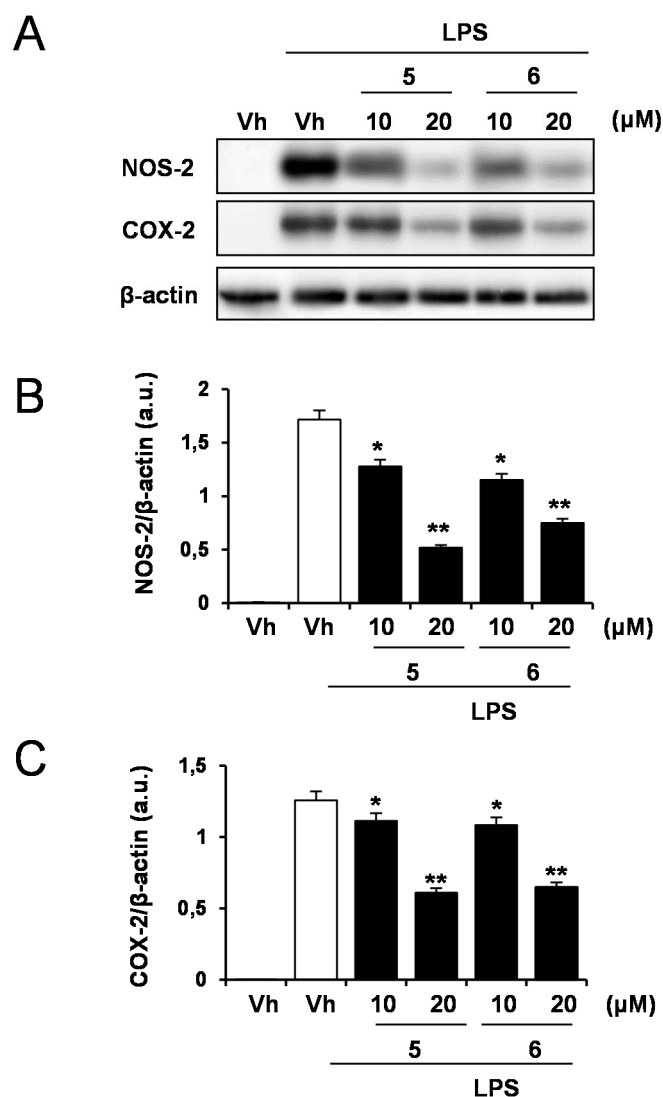 A
LPS
5 6
Vh Vh 10 20 10 20 (μM)
NOS-2
COX-2
β-actin
B
NOS-2/β-actin (a.u.)
2
1,5
1
0,5
0
* ** * **
Vh Vh 10 20 10 20 (μM)
5 6
LPS
C
COX-2/β-actin (a.u.)
1,5
1
0,5
0
* ** * **
Vh Vh 10 20 10 20 (μM)
5 6
LPS